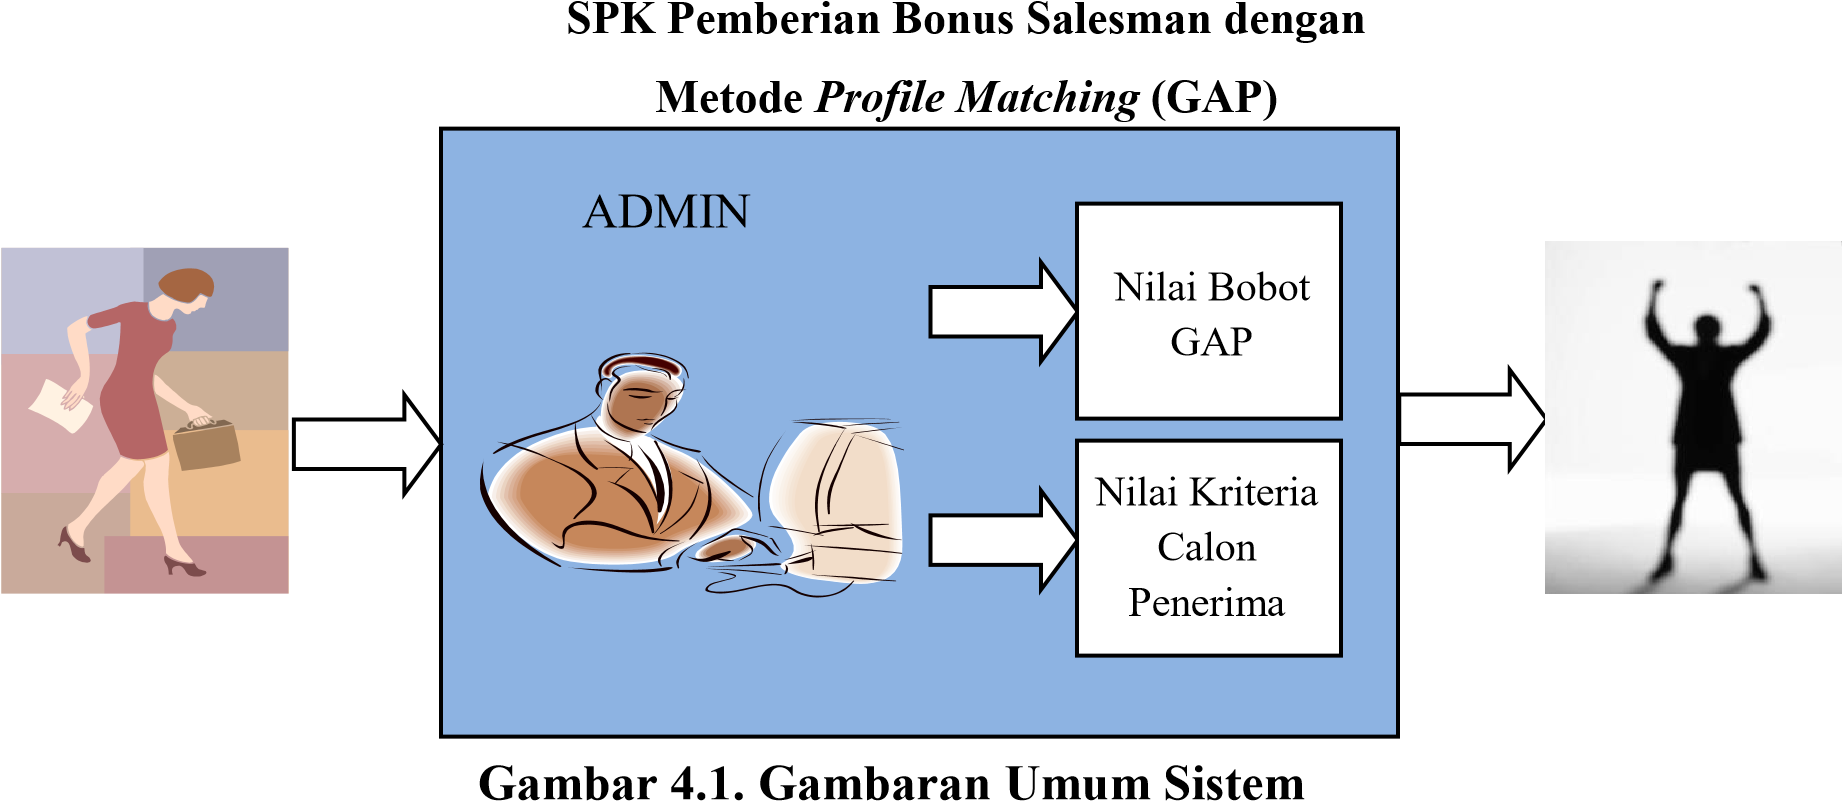 SPK Pemberian Bonus Salesman dengan
Metode Profile Matching (GAP)
ADMIN
Nilai Bobot
GAP
Nilai Kriteria
Calon
Penerima
Gambar 4.1. Gambaran Umum Sistem